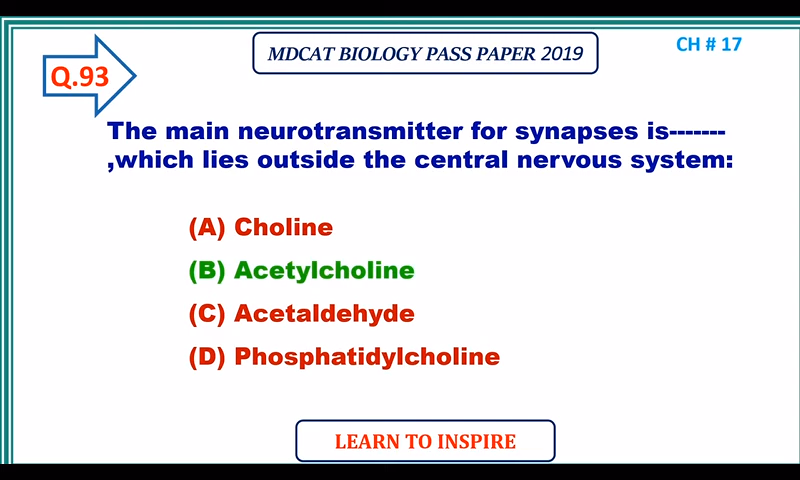 Q.93
MDCAT BIOLOGY PASS PAPER 2019
CH # 17
The main neurotransmitter for synapses is-------
,which lies outside the central nervous system:
(A) Choline
(B) Acetylcholine
(C) Acetaldehyde
(D) Phosphatidylcholine
LEARN TO INSPIRE